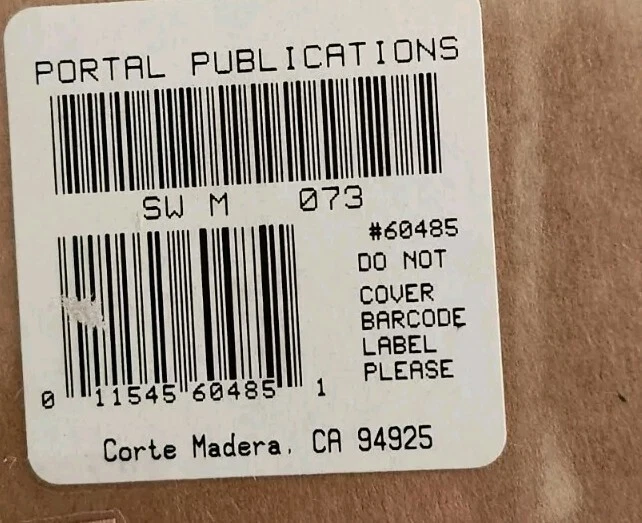 PORTAL PUBLICATIONS
SW M 073
#60485
DO NOT
COVER
BARCODE
LABEL
PLEASE
0 11545 60485 1
Corte Madera, CA 94925